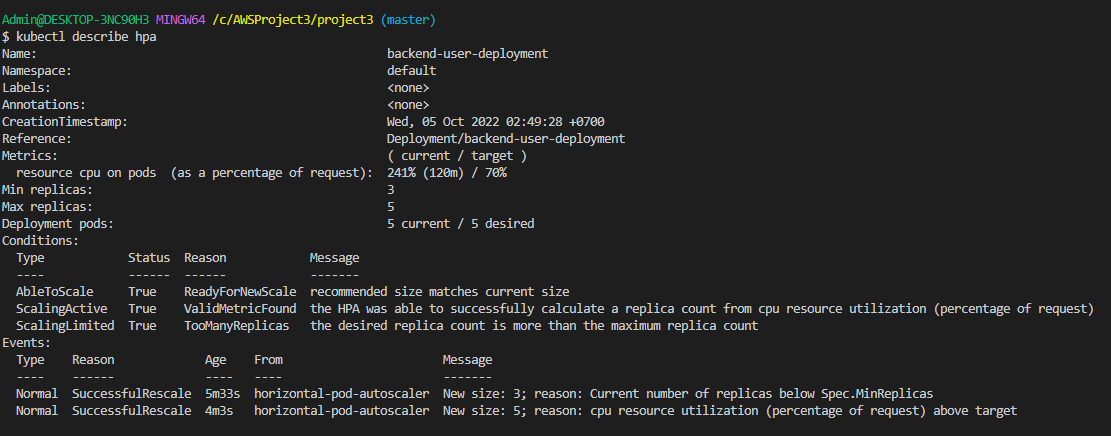 Admin@DESKTOP-3NC90H3 MINGW64 /c/AWSProject3/project3 (master)
$ kubectl describe hpa
Name: backend-user-deployment
Namespace: default
Labels: <none>
Annotations: <none>
CreationTimestamp: Wed, 05 Oct 2022 02:49:28 +0700
Reference: Deployment/backend-user-deployment
Metrics: ( current / target )
resource cpu on pods (as a percentage of request): 241% (120m) / 70%
Min replicas: 3
Max replicas: 5
Deployment pods: 5 current / 5 desired
Conditions:
Type Status Reason Message
---- ------ ------ -------
AbleToScale True ReadyForNewScale recommended size matches current size
ScalingActive True ValidMetricFound the HPA was able to successfully calculate a replica count from cpu resource utilization (percentage of request)
ScalingLimited True TooManyReplicas the desired replica count is more than the maximum replica count
Events:
Type Reason Age From Message
---- ------ ---- ---- -------
Normal SuccessfulRescale 5m33s horizontal-pod-autoscaler New size: 3; reason: Current number of replicas below Spec.MinReplicas
Normal SuccessfulRescale 4m3s horizontal-pod-autoscaler New size: 5; reason: cpu resource utilization (percentage of request) above target